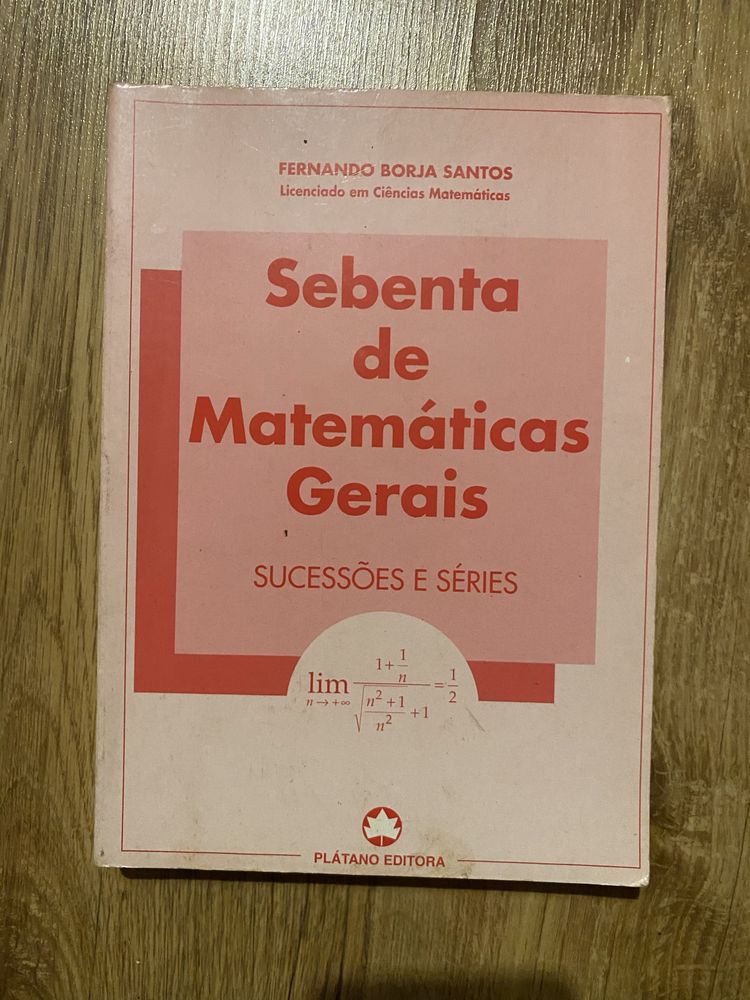 FERNANDO BORJA SANTOS
Licenciado em Ciências Matemáticas
Sebenta
de
Matemáticas
Gerais
SUCESSÕES E SÉRIES
lim n→+∞ (1+1/n)/(√((n²+1)/n²)+1) = 1/2
PLÁTANO EDITORA